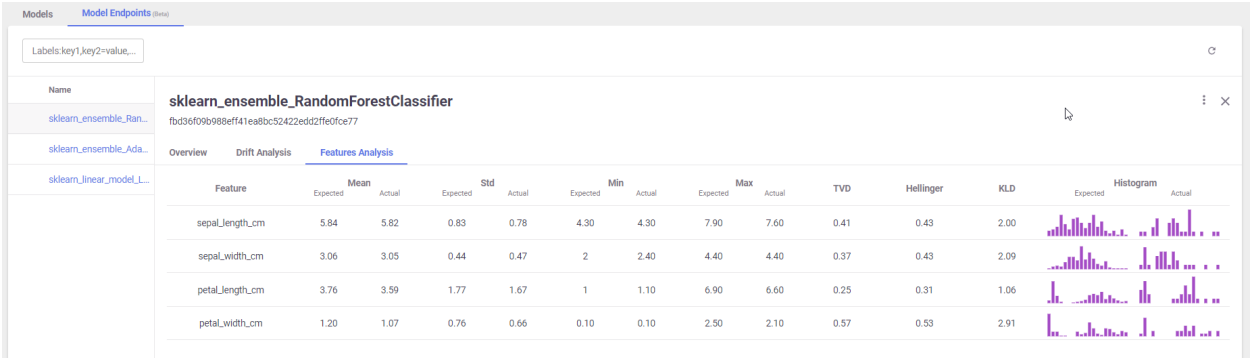 Models Model Endpoints (Beta)
Labels:key1,key2=value,...
Name
sklearn_ensemble_Ran...
sklearn_ensemble_Ada...
sklearn_linear_model_L...
sklearn_ensemble_RandomForestClassifier
fbd36f09b988eff41ea8bc52422edd2ffe0fce77
Overview Drift Analysis Features Analysis
Feature Mean Std Min Max TVD Hellinger KLD Histogram
Expected Actual Expected Actual Expected Actual Expected Actual Expected Actual
sepal_length_cm 5.84 5.82 0.83 0.78 4.30 4.30 7.90 7.60 0.41 0.43 2.00
sepal_width_cm 3.06 3.05 0.44 0.47 2 2.40 4.40 4.40 0.37 0.43 2.09
petal_length_cm 3.76 3.59 1.77 1.67 1 1.10 6.90 6.60 0.25 0.31 1.06
petal_width_cm 1.20 1.07 0.76 0.66 0.10 0.10 2.50 2.10 0.57 0.53 2.91